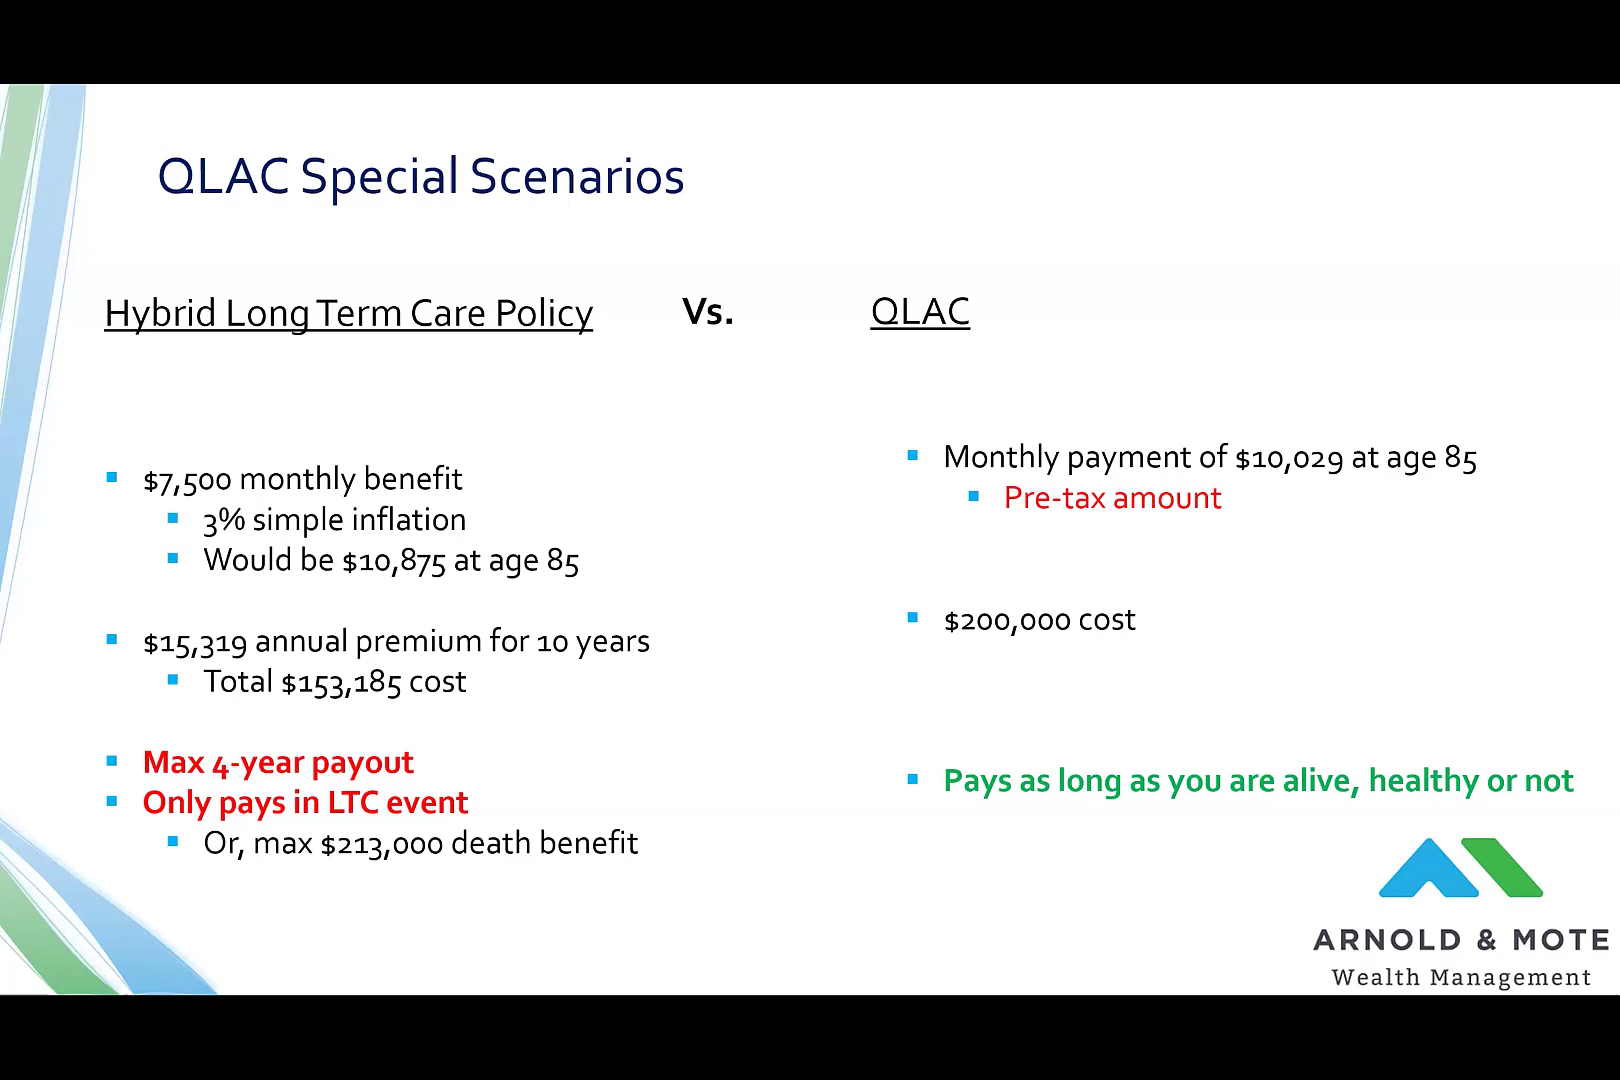 QLAC Special Scenarios
Hybrid Long Term Care Policy
Vs.
QLAC
$7,500 monthly benefit
3% simple inflation
Would be $10,875 at age 85
$15,319 annual premium for 10 years
Total $153,185 cost
Max 4-year payout
Only pays in LTC event
Or, max $213,000 death benefit
Monthly payment of $10,029 at age 85
Pre-tax amount
$200,000 cost
Pays as long as you are alive, healthy or not
ARNOLD & MOTE
Wealth Management